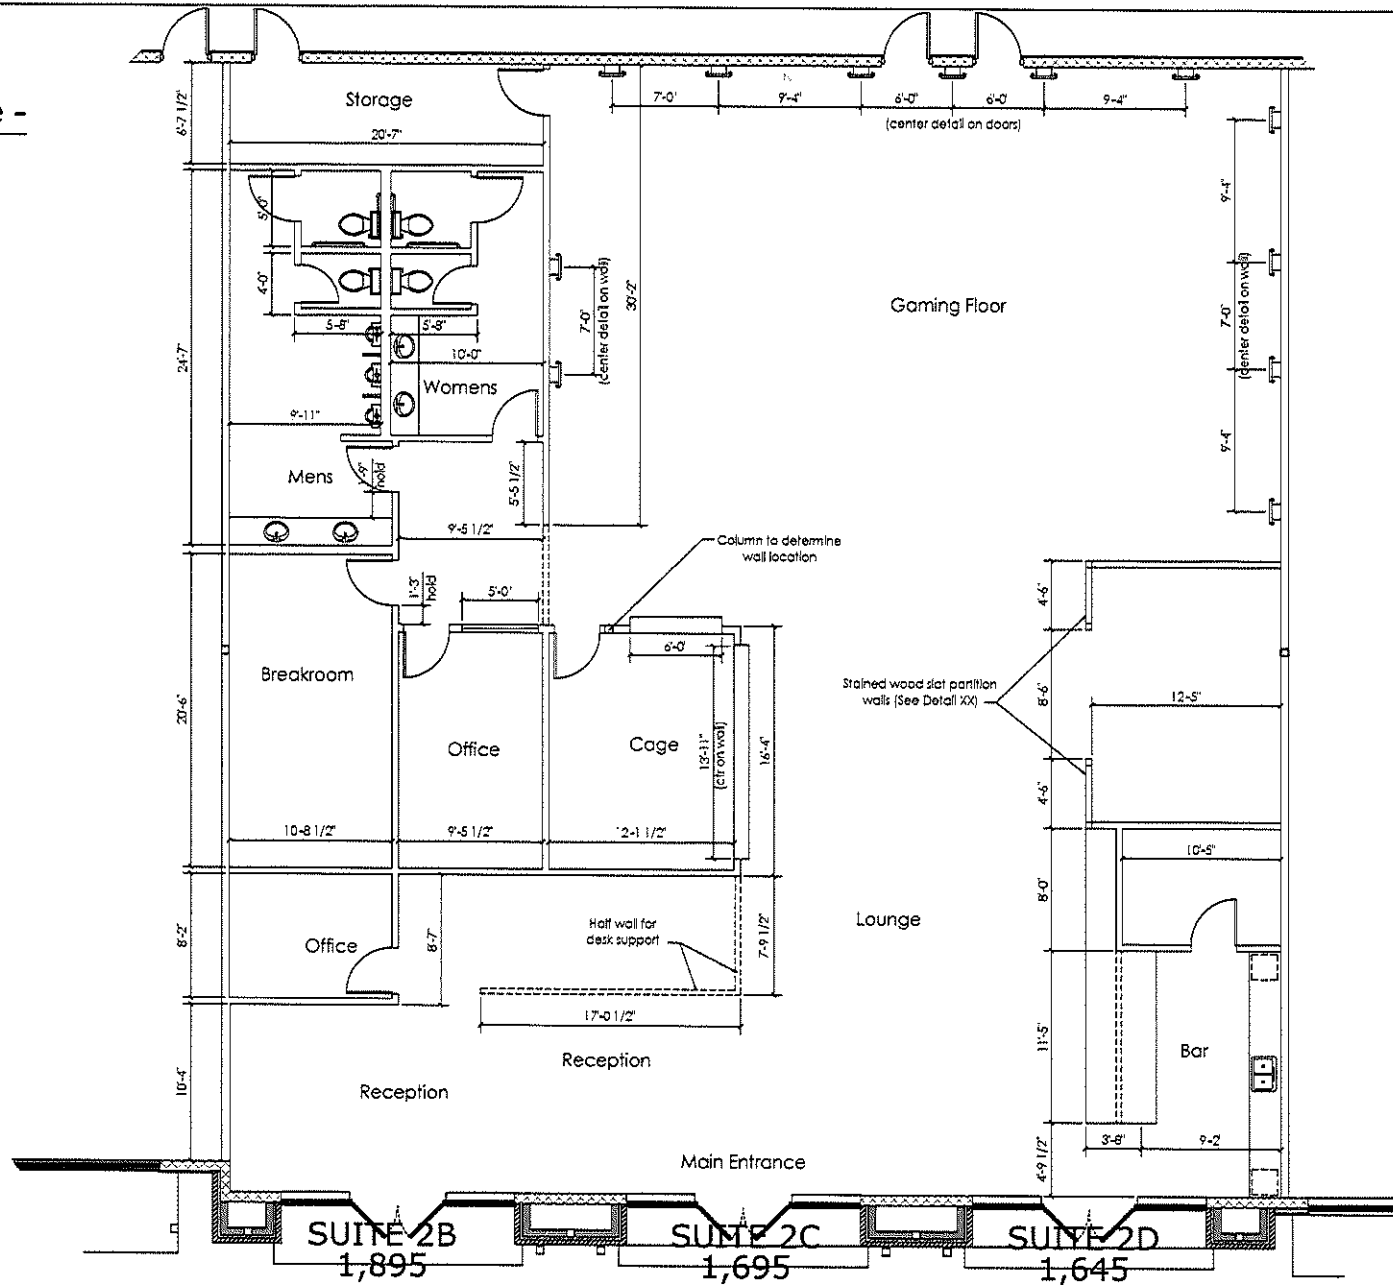 e -
Storage
20'-7"
6'-7 1/2"
7'-0"
9'-4"
6'-0"
6'-0"
9'-4"
(center detail on doors)
5'-0"
4'-0"
5'-8"
5'-8"
10'-0"
Womens
24'-7"
9'-11"
Mens
hold
5'-5 1/2"
9'-5 1/2"
7'-0"
(center detail on wall)
30'-2"
Gaming Floor
9'-4"
7'-0"
(center detail on wall)
9'-4"
Column to determine
wall location
1'-3"
hold
5'-0"
6'-0"
Breakroom
20'-6"
Office
Cage
13'-11"
(ctr on wall)
16'-4"
10'-8 1/2"
9'-5 1/2"
12'-1 1/2"
Stained wood slat partition
walls (See Detail XX)
4'-6"
8'-6"
4'-6"
12'-5"
10'-5"
8'-0"
Lounge
8'-2"
Office
8'-7"
Half wall for
desk support
7'-9 1/2"
17'-0 1/2"
11'-5"
Bar
Reception
Reception
10'-4"
3'-8"
9'-2"
4'-9 1/2"
Main Entrance
SUITE 2B
1,895
SUITE 2C
1,695
SUITE 2D
1,645